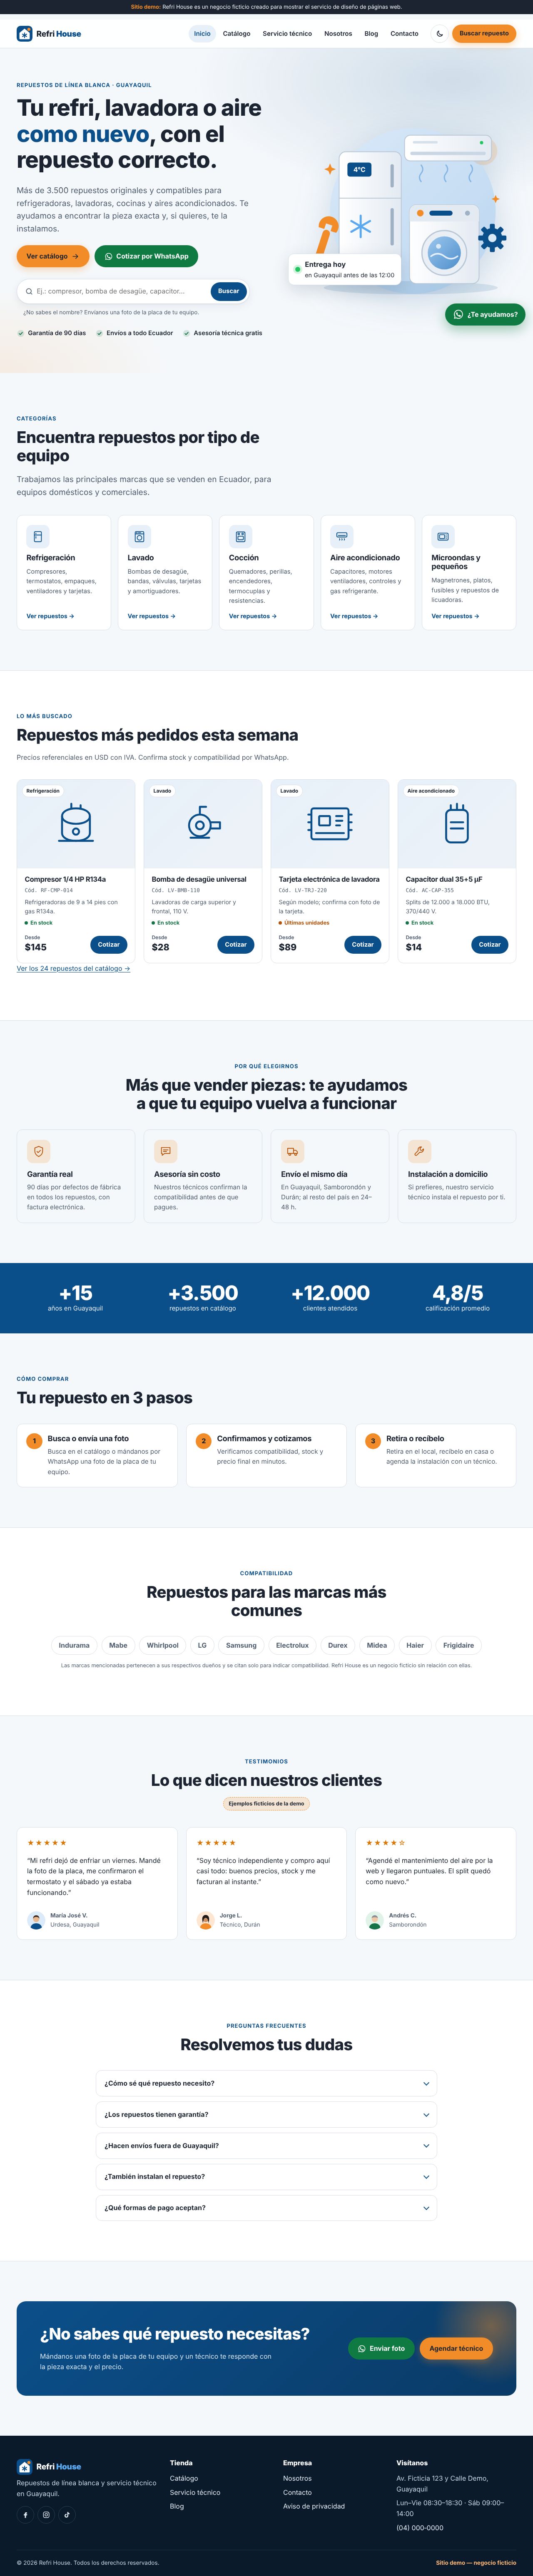 Sitio demo: Refri House es un negocio ficticio creado para mostrar el servicio de diseño de páginas web.
Refri House
Inicio
Catálogo
Servicio técnico
Nosotros
Blog
Contacto
Buscar repuesto
REPUESTOS DE LÍNEA BLANCA · GUAYAQUIL
Tu refri, lavadora o aire
como nuevo, con el
repuesto correcto.
Más de 3.500 repuestos originales y compatibles para
refrigeradoras, lavadoras, cocinas y aires acondicionados. Te
ayudamos a encontrar la pieza exacta y, si quieres, te la
instalamos.
Ver catálogo →
Cotizar por WhatsApp
Ej.: compresor, bomba de desagüe, capacitor...
Buscar
¿No sabes el nombre? Envíanos una foto de la placa de tu equipo.
Garantía de 90 días
Envíos a todo Ecuador
Asesoría técnica gratis
4°C
Entrega hoy
en Guayaquil antes de las 12:00
¿Te ayudamos?
CATEGORÍAS
Encuentra repuestos por tipo de
equipo
Trabajamos las principales marcas que se venden en Ecuador, para
equipos domésticos y comerciales.
Refrigeración
Compresores,
termostatos, empaques,
ventiladores y tarjetas.
Ver repuestos →
Lavado
Bombas de desagüe,
bandas, válvulas, tarjetas
y amortiguadores.
Ver repuestos →
Cocción
Quemadores, perillas,
encendedores,
termocuplas y
resistencias.
Ver repuestos →
Aire acondicionado
Capacitores, motores
ventiladores, controles y
gas refrigerante.
Ver repuestos →
Microondas y
pequeños
Magnetrones, platos,
fusibles y repuestos de
licuadoras.
Ver repuestos →
LO MÁS BUSCADO
Repuestos más pedidos esta semana
Precios referenciales en USD con IVA. Confirma stock y compatibilidad por WhatsApp.
Refrigeración
Compresor 1/4 HP R134a
Cód. RF-CMP-014
Refrigeradoras de 9 a 14 pies con
gas R134a.
En stock
Desde
$145
Cotizar
Lavado
Bomba de desagüe universal
Cód. LV-BMB-110
Lavadoras de carga superior y
frontal, 110 V.
En stock
Desde
$28
Cotizar
Lavado
Tarjeta electrónica de lavadora
Cód. LV-TRJ-220
Según modelo; confirma con foto de
la tarjeta.
Últimas unidades
Desde
$89
Cotizar
Aire acondicionado
Capacitor dual 35+5 µF
Cód. AC-CAP-355
Splits de 12.000 a 18.000 BTU,
370/440 V.
En stock
Desde
$14
Cotizar
Ver los 24 repuestos del catálogo →
POR QUÉ ELEGIRNOS
Más que vender piezas: te ayudamos
a que tu equipo vuelva a funcionar
Garantía real
90 días por defectos de fábrica
en todos los repuestos, con
factura electrónica.
Asesoría sin costo
Nuestros técnicos confirman la
compatibilidad antes de que
pagues.
Envío el mismo día
En Guayaquil, Samborondón y
Durán; al resto del país en 24–
48 h.
Instalación a domicilio
Si prefieres, nuestro servicio
técnico instala el repuesto por ti.
+15
años en Guayaquil
+3.500
repuestos en catálogo
+12.000
clientes atendidos
4,8/5
calificación promedio
CÓMO COMPRAR
Tu repuesto en 3 pasos
1
Busca o envía una foto
Busca en el catálogo o mándanos por
WhatsApp una foto de la placa de tu
equipo.
2
Confirmamos y cotizamos
Verificamos compatibilidad, stock y
precio final en minutos.
3
Retira o recíbelo
Retira en el local, recíbelo en casa o
agenda la instalación con un técnico.
COMPATIBILIDAD
Repuestos para las marcas más
comunes
Indurama
Mabe
Whirlpool
LG
Samsung
Electrolux
Durex
Midea
Haier
Frigidaire
Las marcas mencionadas pertenecen a sus respectivos dueños y se citan solo para indicar compatibilidad. Refri House es un negocio ficticio sin relación con ellas.
TESTIMONIOS
Lo que dicen nuestros clientes
Ejemplos ficticios de la demo
★★★★★
“Mi refri dejó de enfriar un viernes. Mandé
la foto de la placa, me confirmaron el
termostato y el sábado ya estaba
funcionando.”
María José V.
Urdesa, Guayaquil
★★★★★
“Soy técnico independiente y compro aquí
casi todo: buenos precios, stock y me
facturan al instante.”
Jorge L.
Técnico, Durán
★★★★☆
“Agendé el mantenimiento del aire por la
web y llegaron puntuales. El split quedó
como nuevo.”
Andrés C.
Samborondón
PREGUNTAS FRECUENTES
Resolvemos tus dudas
¿Cómo sé qué repuesto necesito?
¿Los repuestos tienen garantía?
¿Hacen envíos fuera de Guayaquil?
¿También instalan el repuesto?
¿Qué formas de pago aceptan?
¿No sabes qué repuesto necesitas?
Mándanos una foto de la placa de tu equipo y un técnico te responde con
la pieza exacta y el precio.
Enviar foto
Agendar técnico
Refri House
Repuestos de línea blanca y servicio técnico
en Guayaquil.
Tienda
Catálogo
Servicio técnico
Blog
Empresa
Nosotros
Contacto
Aviso de privacidad
Visítanos
Av. Ficticia 123 y Calle Demo,
Guayaquil
Lun–Vie 08:30–18:30 · Sáb 09:00–
14:00
(04) 000-0000
© 2026 Refri House. Todos los derechos reservados.
Sitio demo — negocio ficticio